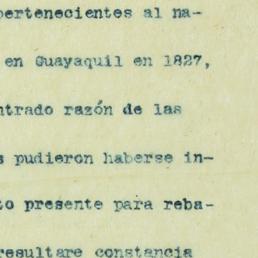 pertenecientes al na-
en Guayaquil en 1827,
ntrado razón de las
s pudieron haberse in-
to presente para reba-
resultare constancia